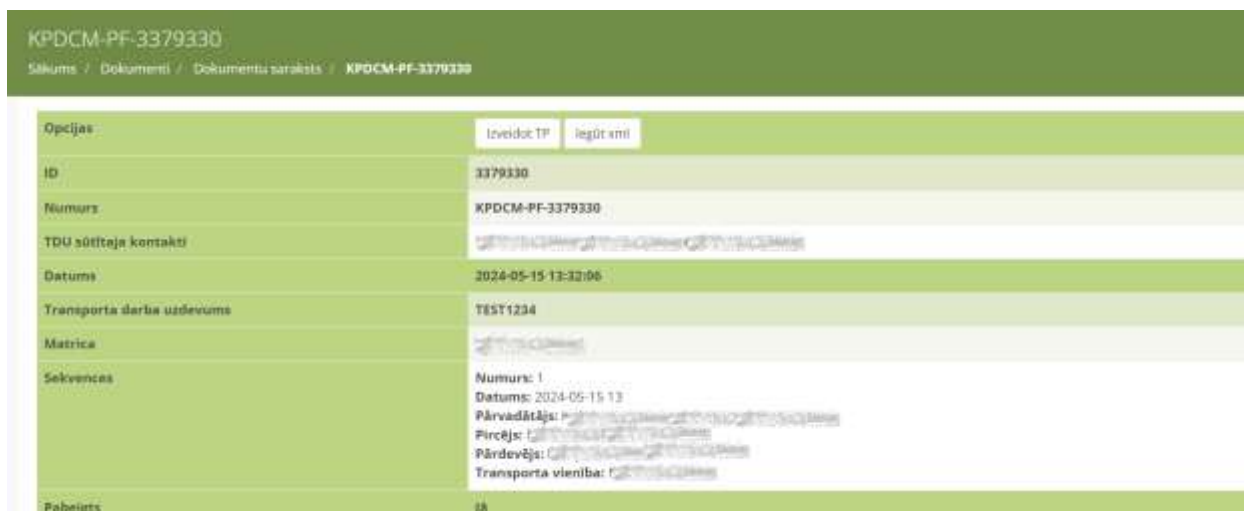 KPDCM-PF-3379330
Sākums / Dokumenti / Dokumentu saraksts / KPDCM-PF-3379330
Opcijas Izveidot TP Iegūt xml
ID 3379330
Numurs KPDCM-PF-3379330
TDU sūtītaja kontakti
Datums 2024-05-15 13:32:06
Transporta darba uzdevums TEST1234
Matrica
Sekvences Numurs: 1
Datums: 2024-05-15 13
Pārvadātājs:
Pircējs:
Pārdevējs:
Transporta vienība:
Pabeigts Jā